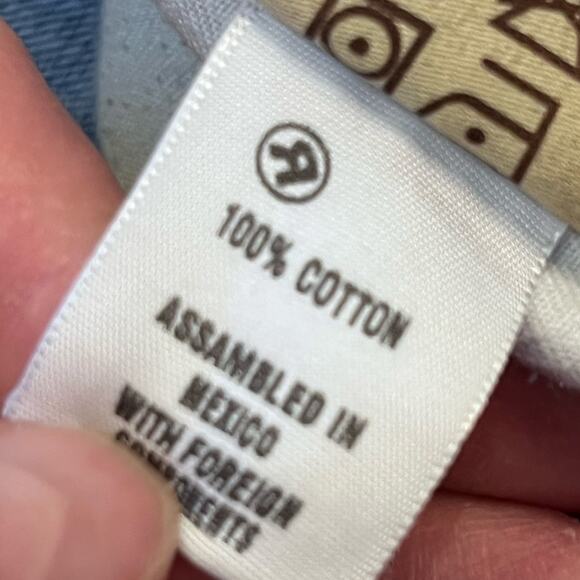 100% COTTON
ASSAMBLED IN
MEXICO
WITH FOREIGN
COMPONENTS